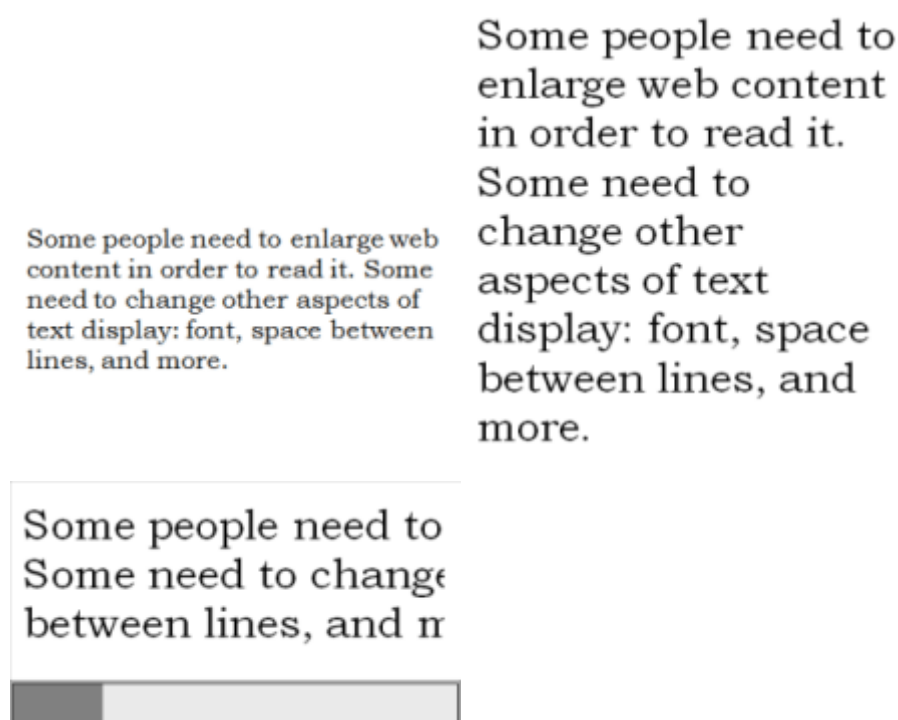 Some people need to enlarge web
content in order to read it. Some
need to change other aspects of
text display: font, space between
lines, and more.
Some people need to
enlarge web content
in order to read it.
Some need to
change other
aspects of text
display: font, space
between lines, and
more.
Some people need to
Some need to change
between lines, and m